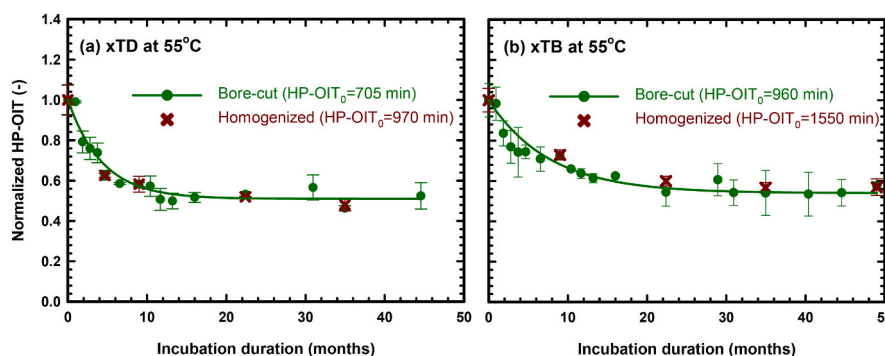 (a) xTD at 55°C
Bore-cut (HP-OIT₀=705 min)
Homogenized (HP-OIT₀=970 min)
Normalized HP-OIT (-)
1.4
1.2
1.0
0.8
0.6
0.4
0.2
0.0
0 10 20 30 40 50
Incubation duration (months)
(b) xTB at 55°C
Bore-cut (HP-OIT₀=960 min)
Homogenized (HP-OIT₀=1550 min)
0 10 20 30 40 50
Incubation duration (months)